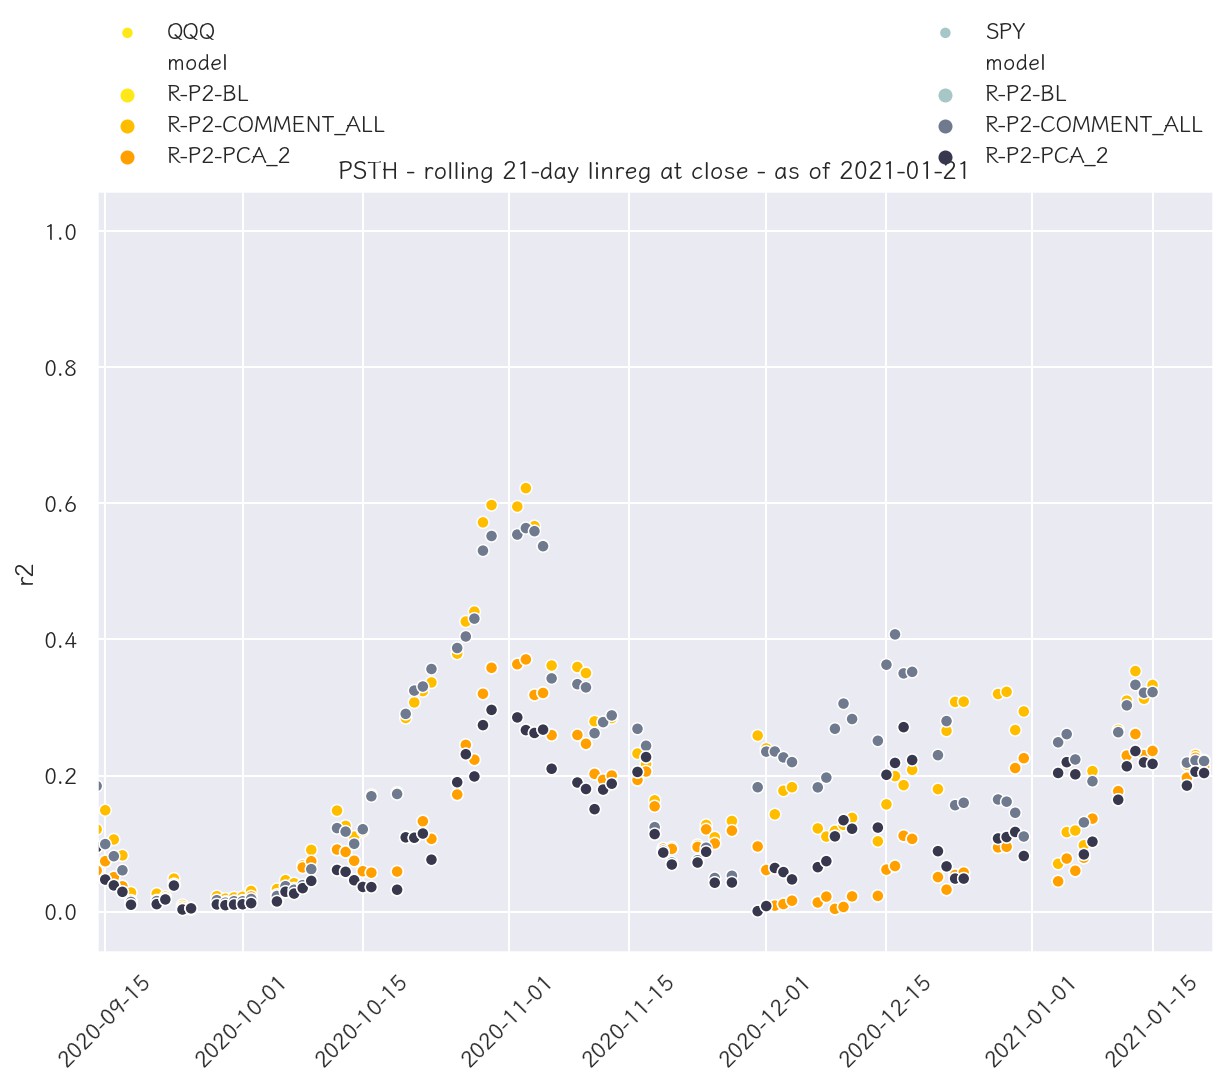 QQQ
model
R-P2-BL
R-P2-COMMENT_ALL
R-P2-PCA_2
SPY
model
R-P2-BL
R-P2-COMMENT_ALL
R-P2-PCA_2
PSTH - rolling 21-day linreg at close - as of 2021-01-21
1.0
0.8
0.6
0.4
0.2
0.0
r2
2020-09-15
2020-10-01
2020-10-15
2020-11-01
2020-11-15
2020-12-01
2020-12-15
2021-01-01
2021-01-15